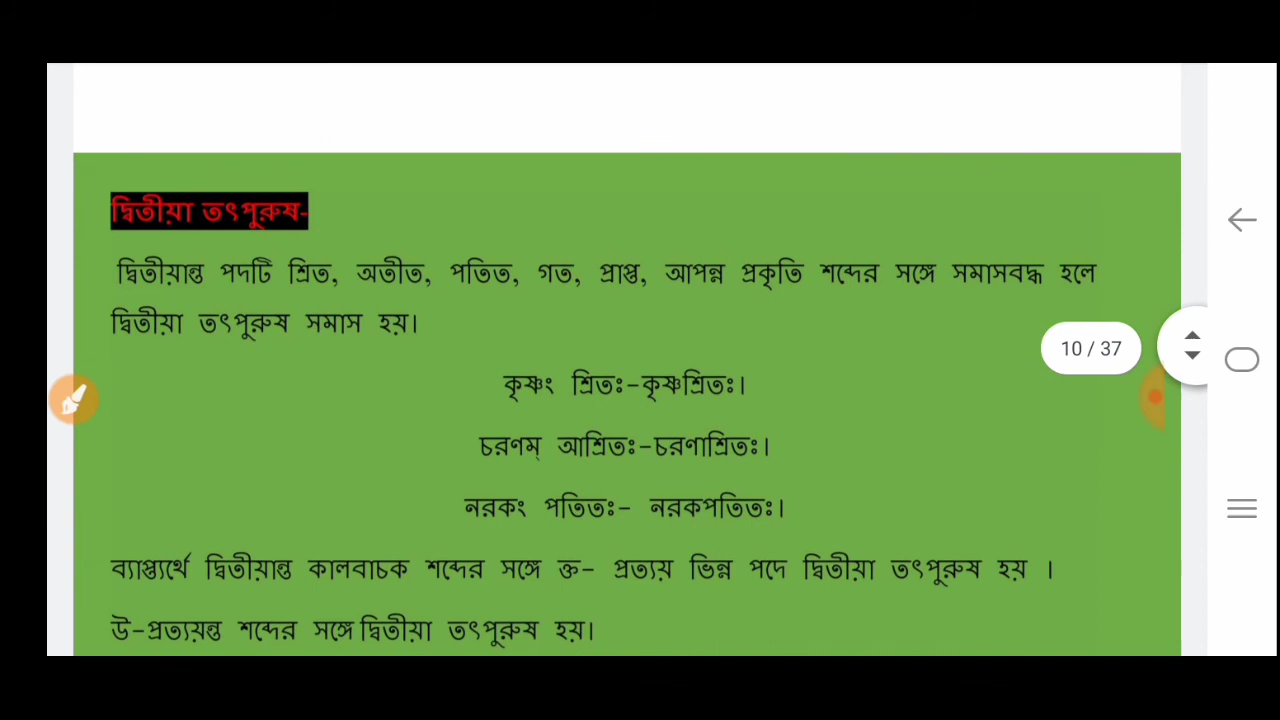 দ্বিতীয়া তৎপুরুষ-
দ্বিতীয়ান্ত পদটি শ্রিত, অতীত, পতিত, গত, প্রাপ্ত, আপন্ন প্রকৃতি শব্দের সঙ্গে সমাসবদ্ধ হলে
দ্বিতীয়া তৎপুরুষ সমাস হয়।
10 / 37
কৃষ্ণং শ্রিতঃ-কৃষ্ণশ্রিতঃ।
চরণম্ আশ্রিতঃ-চরণাশ্রিতঃ।
নরকং পতিতঃ- নরকপতিতঃ।
ব্যাপ্ত্যর্থে দ্বিতীয়ান্ত কালবাচক শব্দের সঙ্গে ক্ত- প্রত্যয় ভিন্ন পদে দ্বিতীয়া তৎপুরুষ হয় ।
উ-প্রত্যয়ন্ত শব্দের সঙ্গে দ্বিতীয়া তৎপুরুষ হয়।